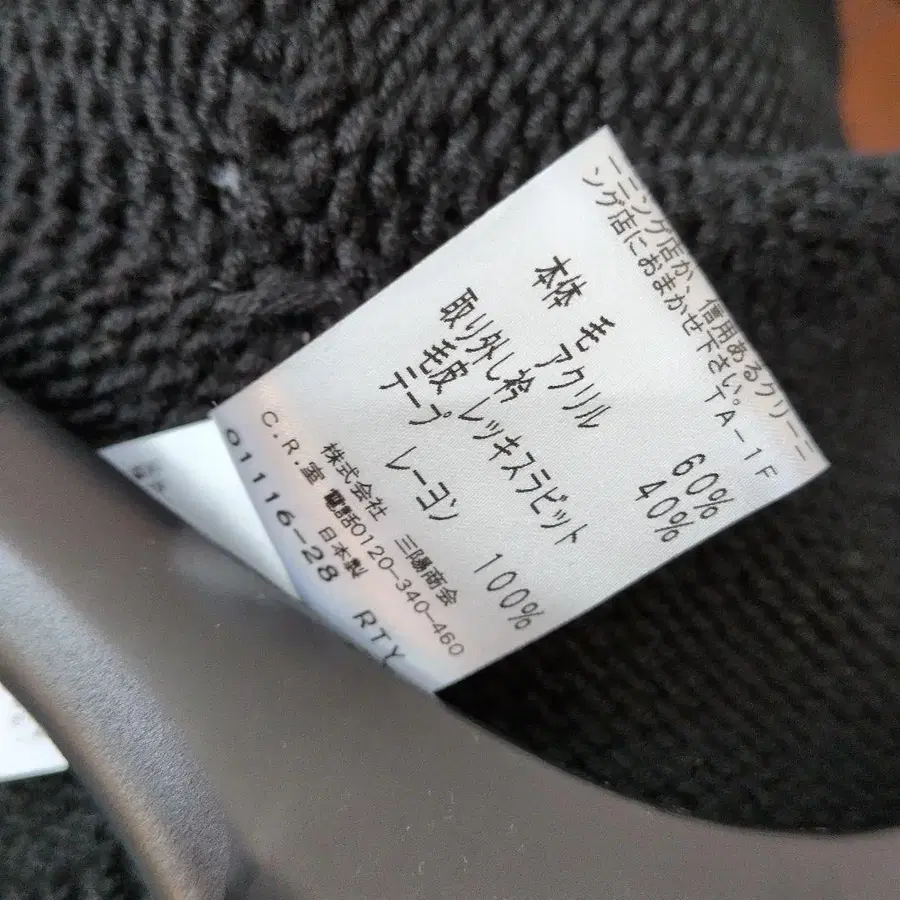 ーニング店か、信用あるクリーニ
ング店におまかせ下さい。
TA-1F
本体 毛 60%
アクリル 40%
取り外し衿
毛皮 レッキスラビット
テープ レーヨン 100%
株式会社 三陽商会
C.R.室 電話0120-340-460
日本製
01116-28 RTY